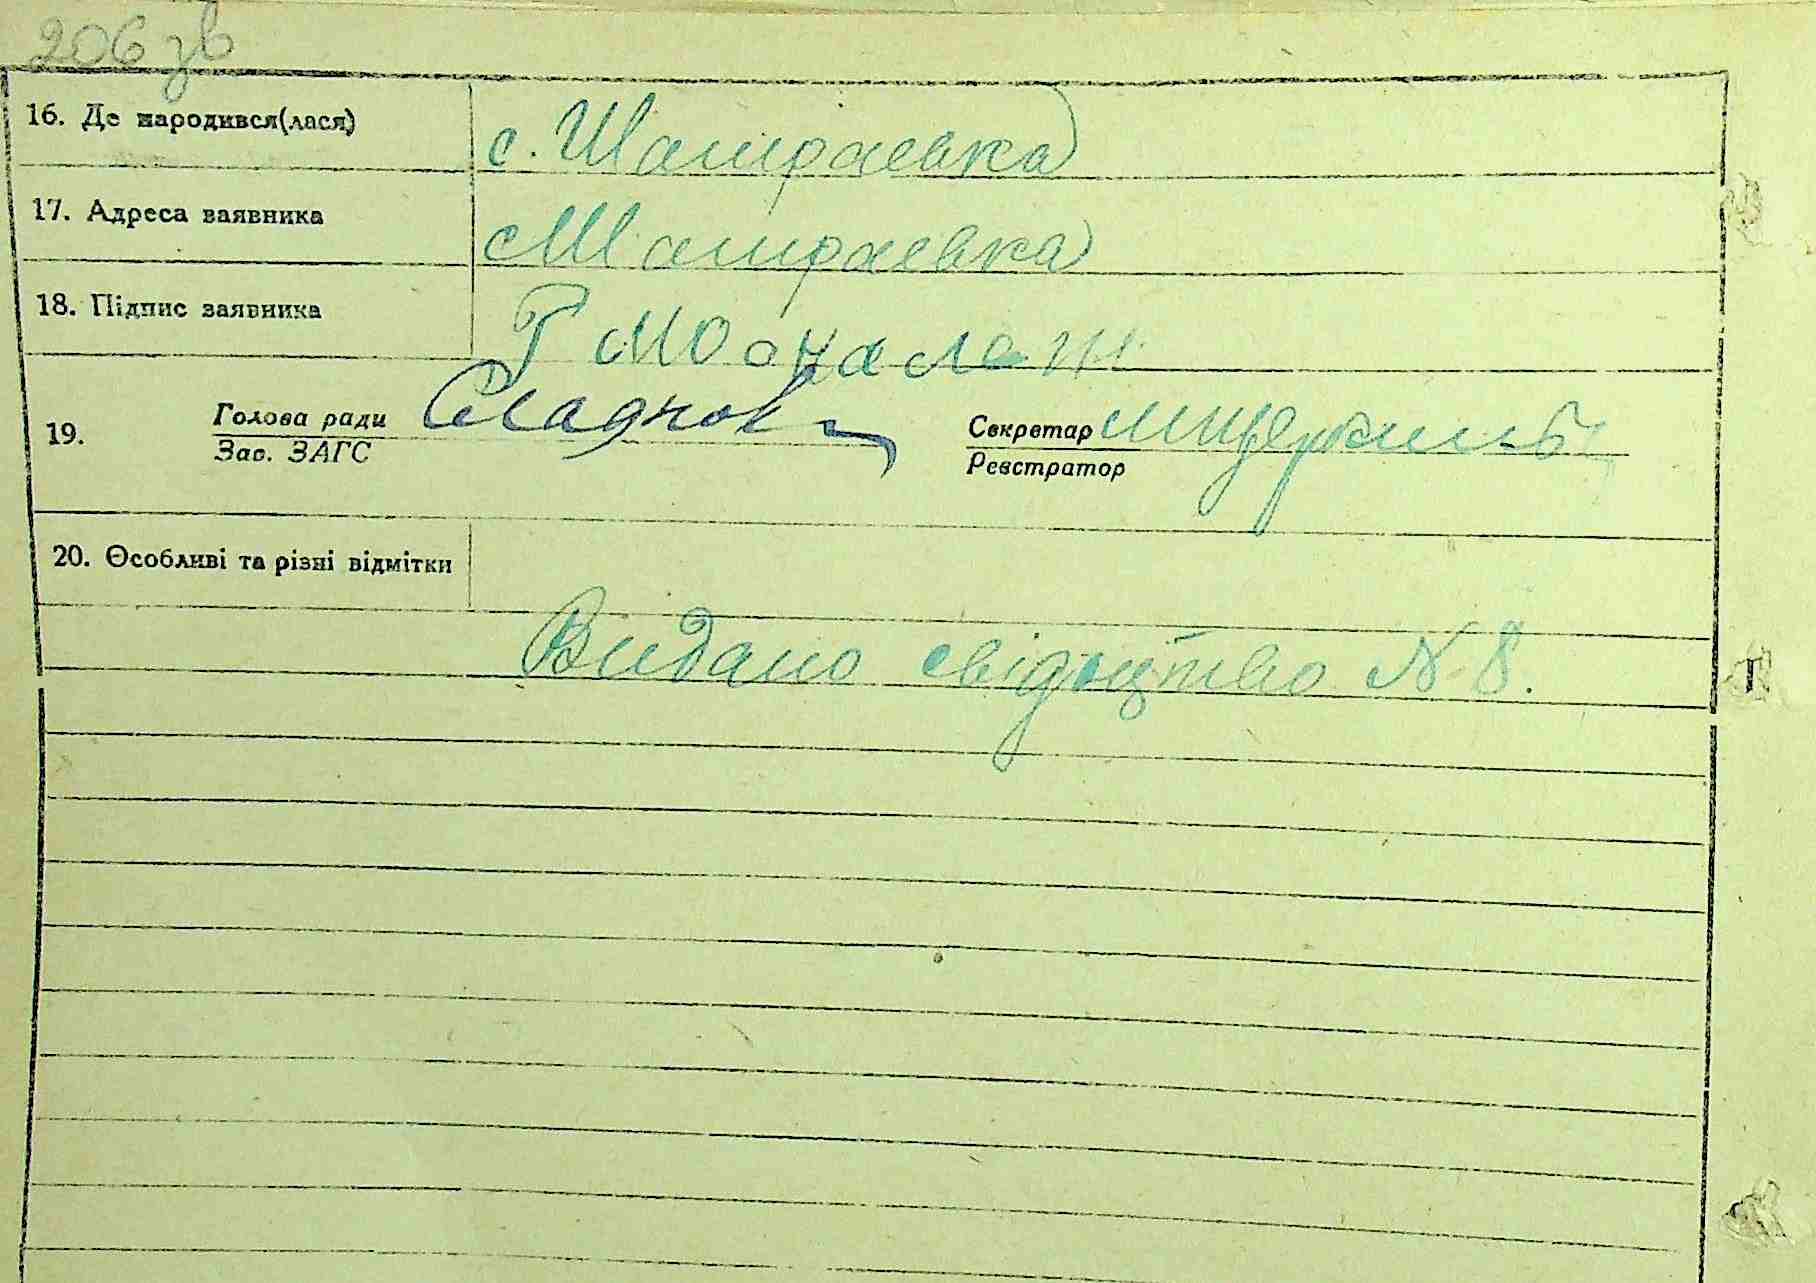 206 зв
16. Де народився(лася) с. Шамраевка
17. Адреса заявника с Шамраевка
18. Підпис заявника
19. Голова ради Секретар
Зав. ЗАГС Реєстратор
20. Особливі та різні відмітки
Видано свідоцтво N 8.